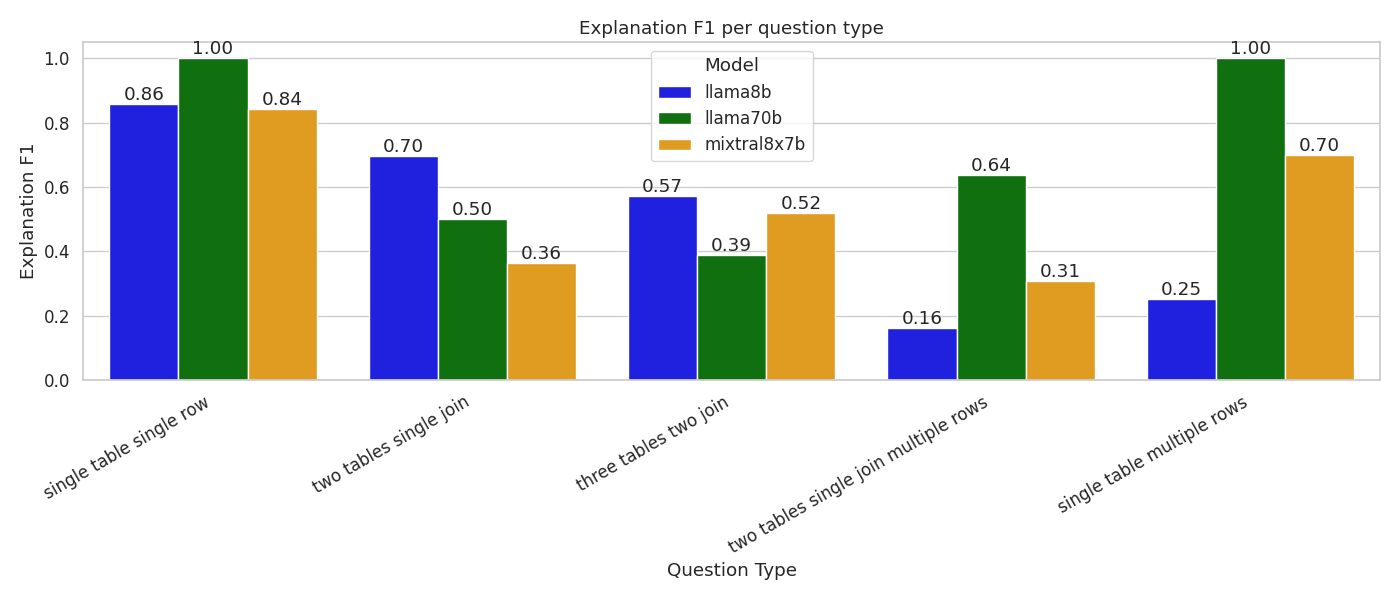 Explanation F1 per question type
Model
llama8b
llama70b
mixtral8x7b
Explanation F1
1.0
0.8
0.6
0.4
0.2
0.0
0.86
1.00
0.84
0.70
0.50
0.36
0.57
0.39
0.52
0.16
0.64
0.31
0.25
1.00
0.70
single table single row
two tables single join
three tables two join
two tables single join multiple rows
single table multiple rows
Question Type